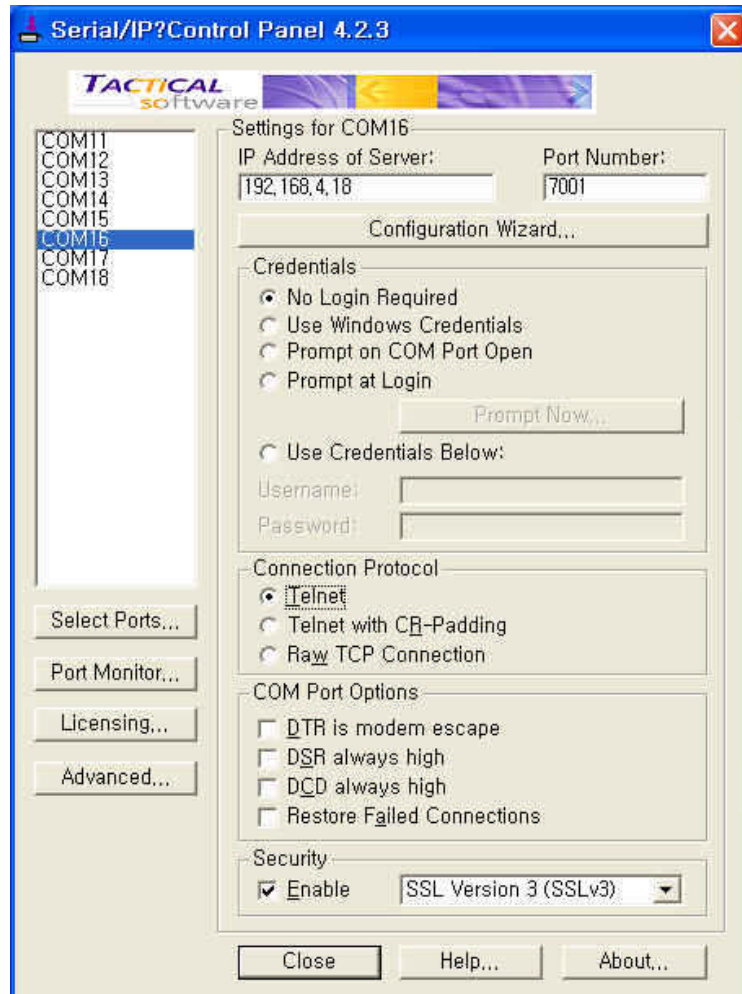 Serial/IP?Control Panel 4.2.3
TACTICAL
software
COM11
COM12
COM13
COM14
COM15
COM16
COM17
COM18
Select Ports...
Port Monitor...
Licensing...
Advanced...
Settings for COM16
IP Address of Server: Port Number:
192,168,4,18 7001
Configuration Wizard...
Credentials
No Login Required
Use Windows Credentials
Prompt on COM Port Open
Prompt at Login
Prompt Now...
Use Credentials Below:
Username:
Password:
Connection Protocol
Telnet
Telnet with CR-Padding
Raw TCP Connection
COM Port Options
DTR is modem escape
DSR always high
DCD always high
Restore Failed Connections
Security
Enable SSL Version 3 (SSLv3)
Close Help... About...